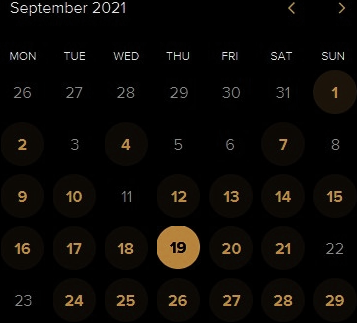 September 2021
MON TUE WED THU FRI SAT SUN
26 27 28 29 30 31 1
2 3 4 5 6 7 8
9 10 11 12 13 14 15
16 17 18 19 20 21 22
23 24 25 26 27 28 29